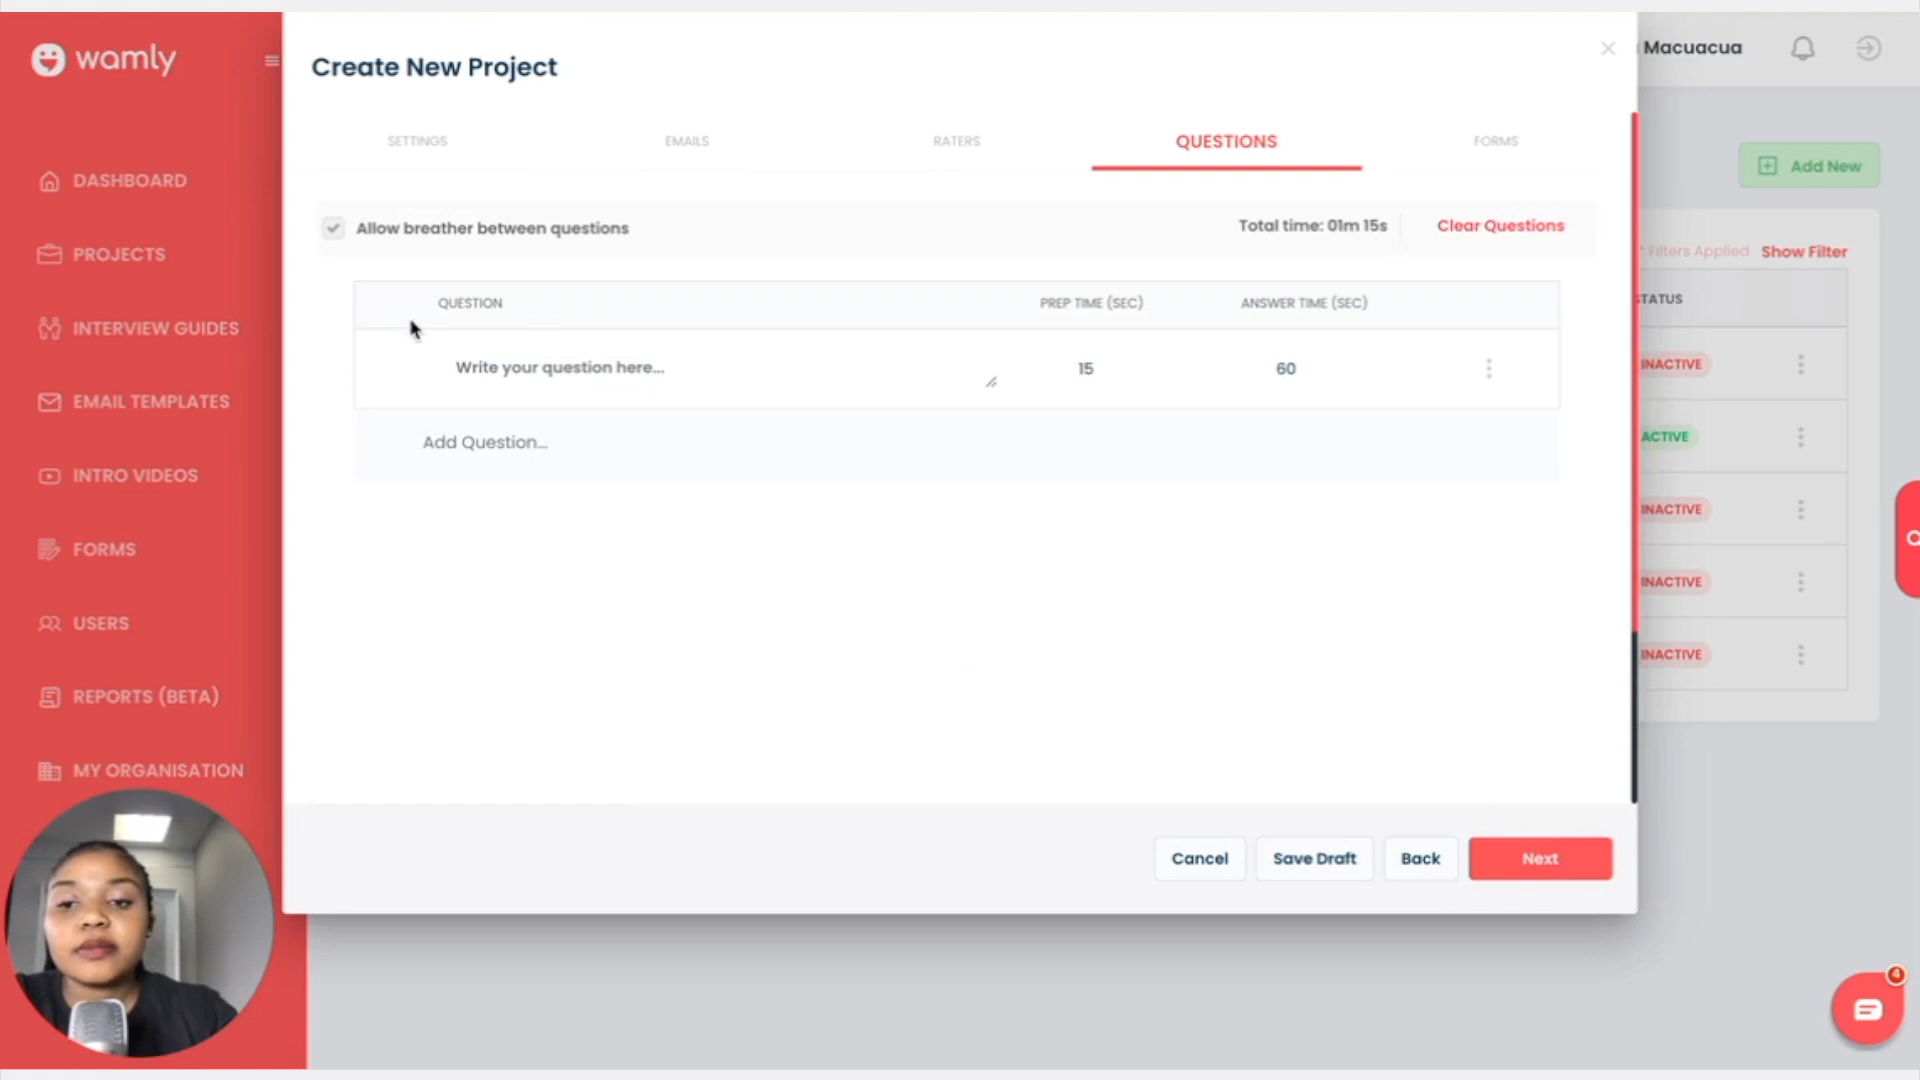 wamly
Create New Project
Macuacua
SETTINGS
EMAILS
RATERS
QUESTIONS
FORMS
DASHBOARD
PROJECTS
INTERVIEW GUIDES
EMAIL TEMPLATES
INTRO VIDEOS
FORMS
USERS
REPORTS (BETA)
MY ORGANISATION
Allow breather between questions
Total time: 01m 15s
Clear Questions
QUESTION
PREP TIME (SEC)
ANSWER TIME (SEC)
Write your question here...
15
60
Add Question...
Cancel
Save Draft
Back
Next
Add New
* Filters Applied
Show Filter
INACTIVE
ACTIVE
INACTIVE
INACTIVE
INACTIVE
4